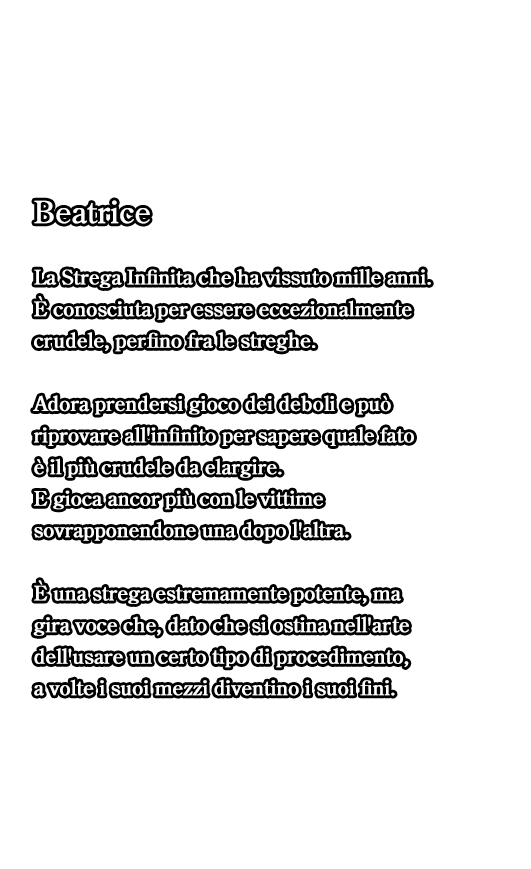 Beatrice
La Strega Infinita che ha vissuto mille anni.
È conosciuta per essere eccezionalmente
crudele, perfino fra le streghe.
Adora prendersi gioco dei deboli e può
riprovare all'infinito per sapere quale fato
è il più crudele da elargire.
E gioca ancor più con le vittime
sovrapponendone una dopo l'altra.
È una strega estremamente potente, ma
gira voce che, dato che si ostina nell'arte
dell'usare un certo tipo di procedimento,
a volte i suoi mezzi diventino i suoi fini.